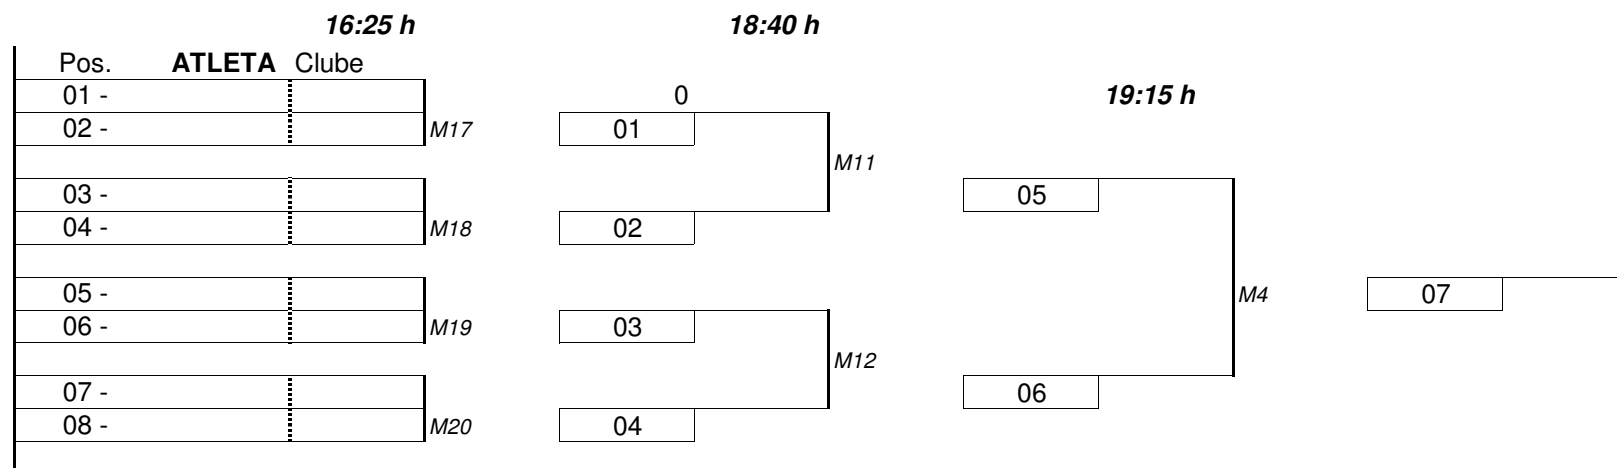 16:25 h 18:40 h
Pos. ATLETA Clube
01 - 0 19:15 h
02 - M17 01
M11
03 - 05
04 - M18 02
05 - M4 07
06 - M19 03
M12
07 - 06
08 - M20 04